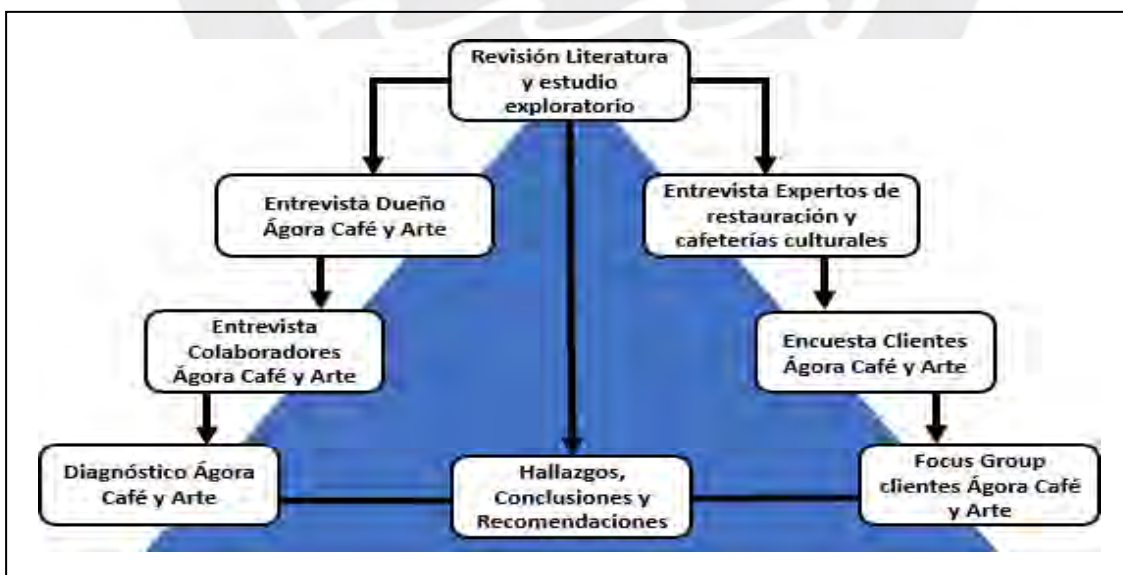 Revisión Literatura
y estudio
exploratorio
Entrevista Dueño
Ágora Café y Arte
Entrevista Expertos de
restauración y
cafeterías culturales
Entrevista
Colaboradores
Ágora Café y Arte
Encuesta Clientes
Ágora Café y Arte
Diagnóstico Ágora
Café y Arte
Hallazgos,
Conclusiones y
Recomendaciones
Focus Group
clientes Ágora Café
y Arte